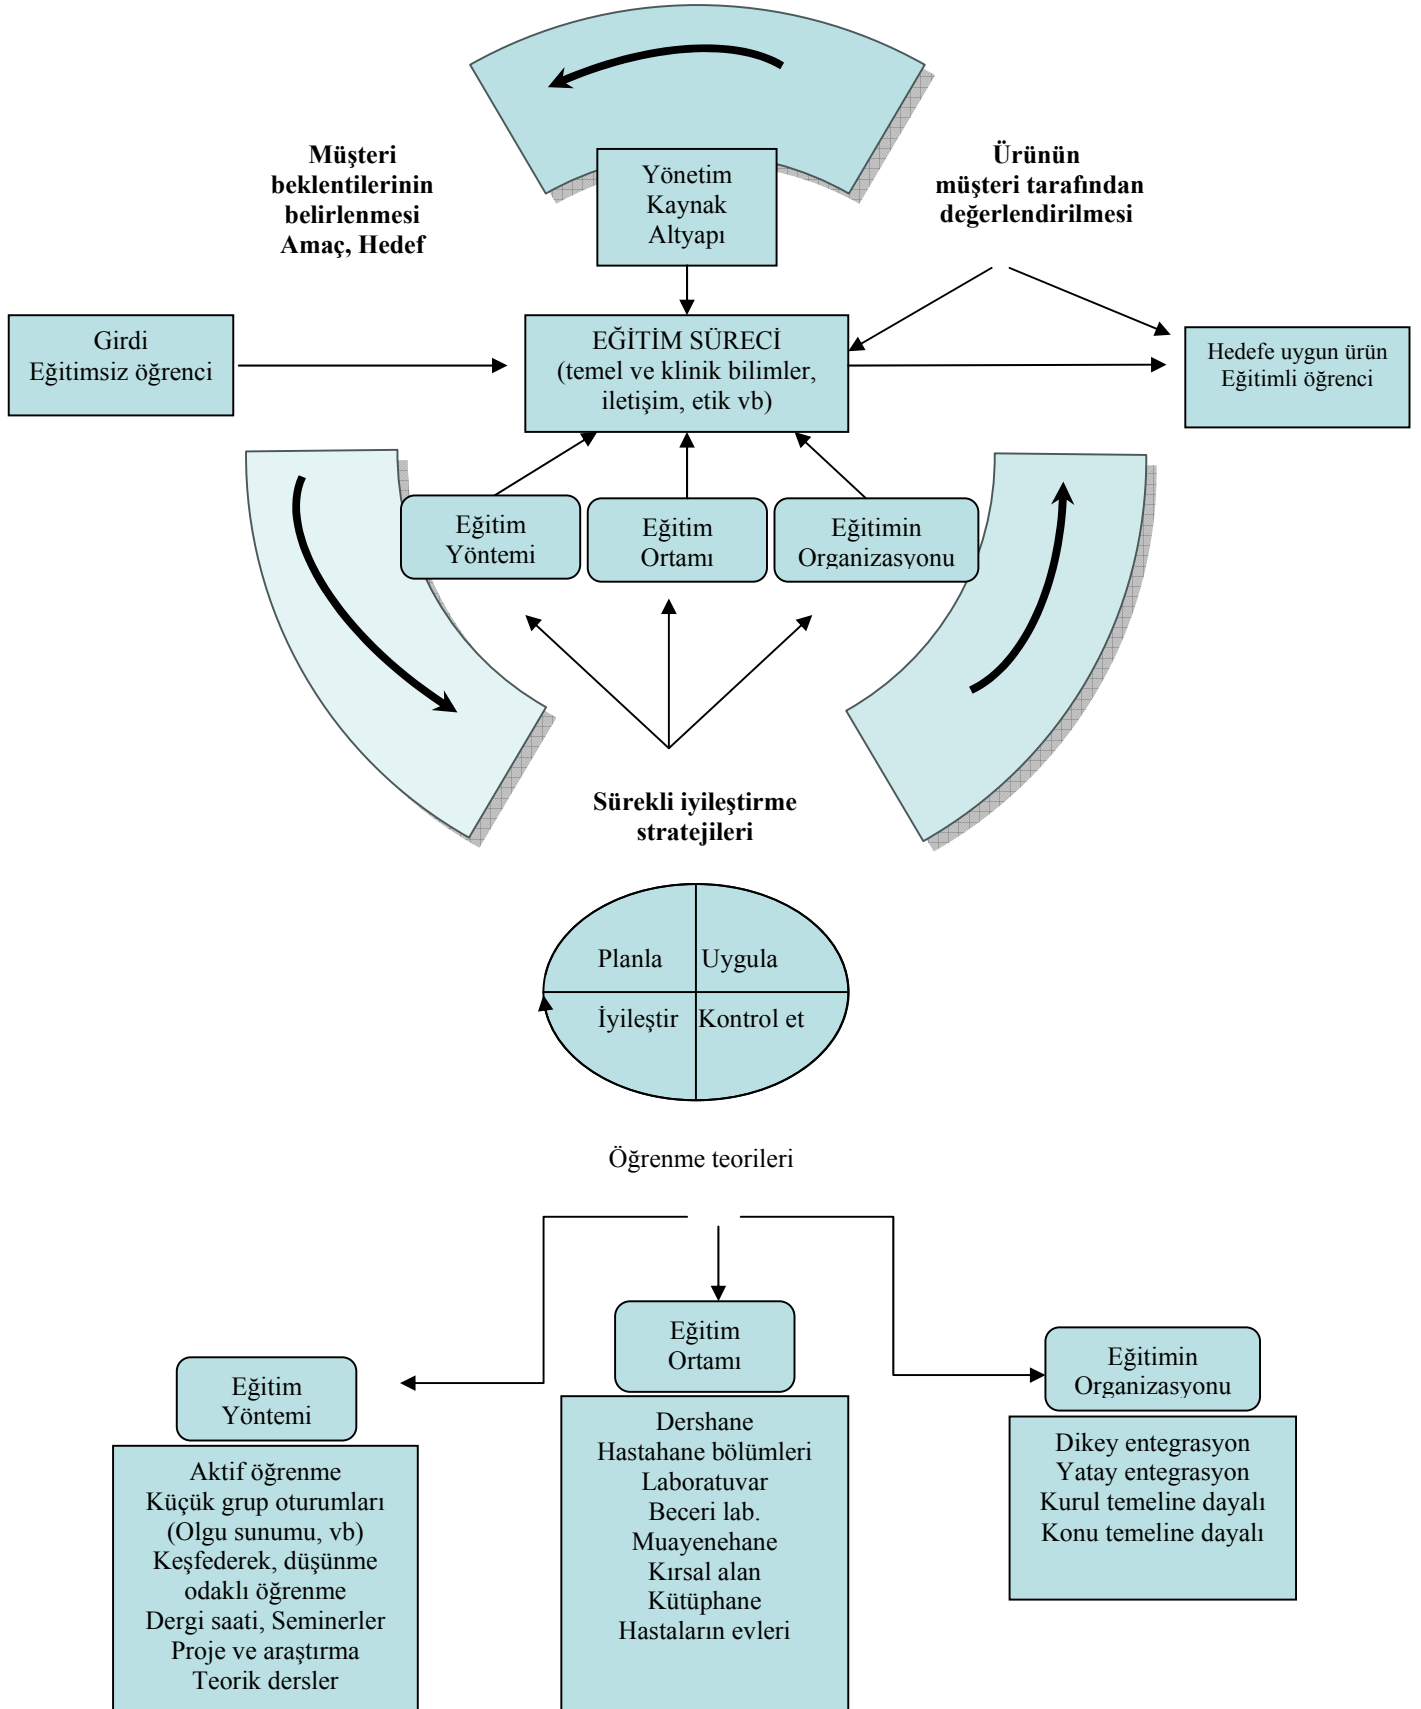 Müşteri
beklentilerinin
belirlenmesi
Amaç, Hedef
Yönetim
Kaynak
Altyapı
Ürünün
müşteri tarafından
değerlendirilmesi
Girdi
Eğitimsiz öğrenci
EĞİTİM SÜRECİ
(temel ve klinik bilimler,
iletişim, etik vb)
Hedefe uygun ürün
Eğitimli öğrenci
Eğitim
Yöntemi
Eğitim
Ortamı
Eğitimin
Organizasyonu
Sürekli iyileştirme
stratejileri
Planla
Uygula
İyileştir
Kontrol et
Öğrenme teorileri
Eğitim
Yöntemi
Aktif öğrenme
Küçük grup oturumları
(Olgu sunumu, vb)
Keşfederek, düşünme
odaklı öğrenme
Dergi saati, Seminerler
Proje ve araştırma
Teorik dersler
Eğitim
Ortamı
Dershane
Hastahane bölümleri
Laboratuvar
Beceri lab.
Muayenehane
Kırsal alan
Kütüphane
Hastaların evleri
Eğitimin
Organizasyonu
Dikey entegrasyon
Yatay entegrasyon
Kurul temeline dayalı
Konu temeline dayalı